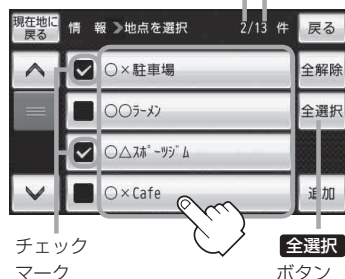 現在地に戻る 情 報 》地点を選択 2/13 件 戻る
○×駐車場 全解除
○○ラーメン 全選択
○△スポーツジム
○×Cafe 追加
チェックマーク 全選択ボタン